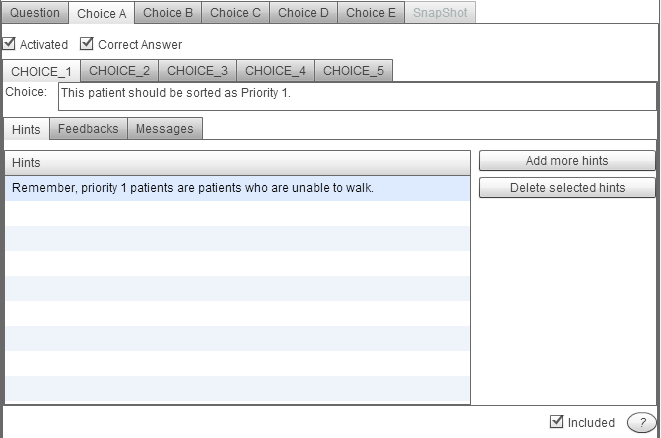 Question Choice A Choice B Choice C Choice D Choice E SnapShot
Activated Correct Answer
CHOICE_1 CHOICE_2 CHOICE_3 CHOICE_4 CHOICE_5
Choice: This patient should be sorted as Priority 1.
Hints Feedbacks Messages
Hints Add more hints
Remember, priority 1 patients are patients who are unable to walk. Delete selected hints
Included ?